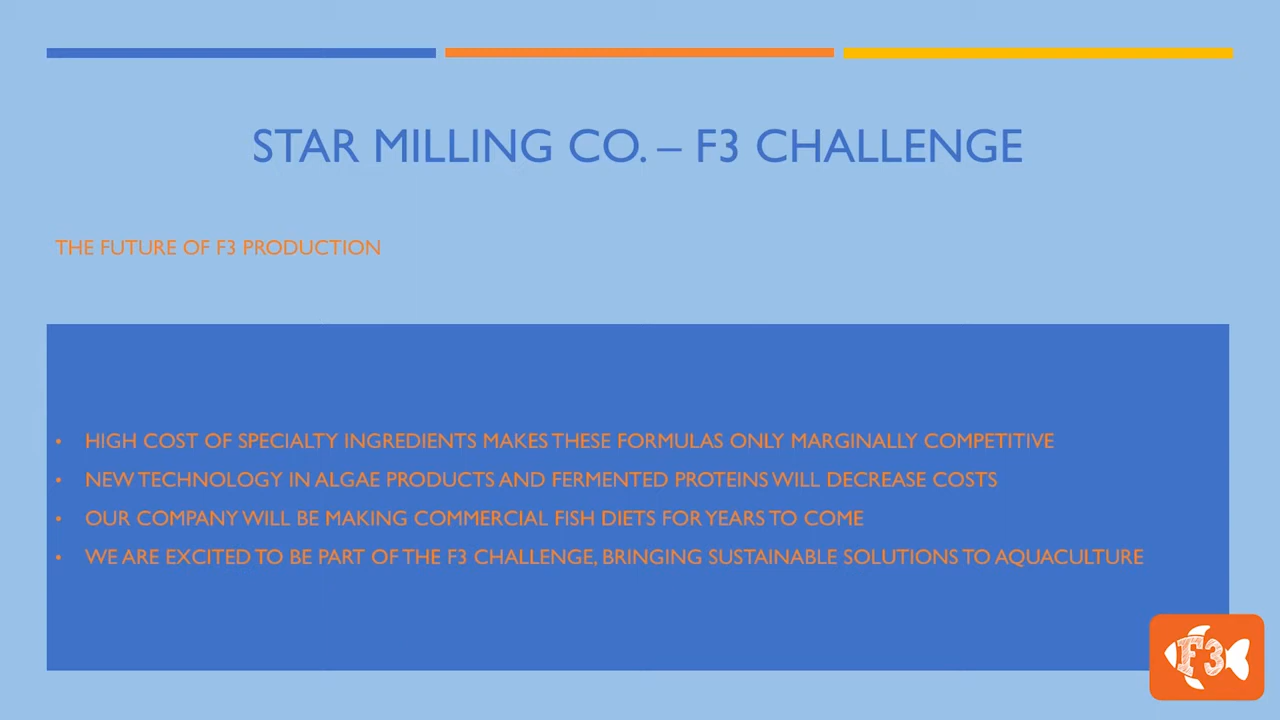 STAR MILLING CO. – F3 CHALLENGE
THE FUTURE OF F3 PRODUCTION
• HIGH COST OF SPECIALTY INGREDIENTS MAKES THESE FORMULAS ONLY MARGINALLY COMPETITIVE
• NEW TECHNOLOGY IN ALGAE PRODUCTS AND FERMENTED PROTEINS WILL DECREASE COSTS
• OUR COMPANY WILL BE MAKING COMMERCIAL FISH DIETS FOR YEARS TO COME
• WE ARE EXCITED TO BE PART OF THE F3 CHALLENGE, BRINGING SUSTAINABLE SOLUTIONS TO AQUACULTURE
F3